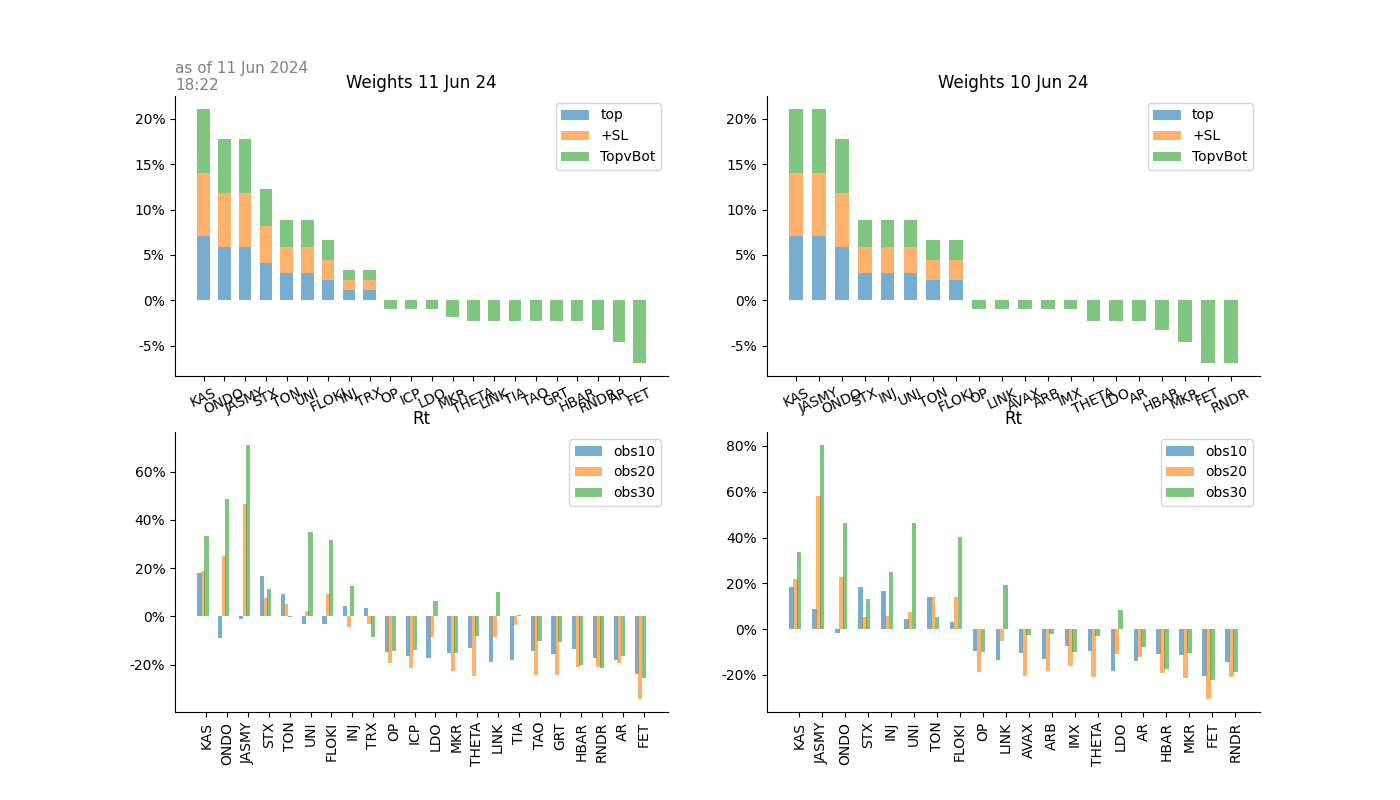 as of 11 Jun 2024
18:22
Weights 11 Jun 24
20%
15%
10%
5%
0%
-5%
top
+SL
TopvBot
KAS ONDO JASMY STX TON UNI FLOKI INJ TRX OP ICP LDO MKR THETA LINK TIA TAO GRT HBAR RNDR AR FET
Weights 10 Jun 24
20%
15%
10%
5%
0%
-5%
top
+SL
TopvBot
KAS JASMY ONDO STX INJ UNI TON FLOKI OP LINK AVAX ARB IMX THETA LDO AR HBAR MKR FET RNDR
Rt
60%
40%
20%
0%
-20%
obs10
obs20
obs30
KAS ONDO JASMY STX TON UNI FLOKI INJ TRX OP ICP LDO MKR THETA LINK TIA TAO GRT HBAR RNDR AR FET
Rt
80%
60%
40%
20%
0%
-20%
obs10
obs20
obs30
KAS JASMY ONDO STX INJ UNI TON FLOKI OP LINK AVAX ARB IMX THETA LDO AR HBAR MKR FET RNDR